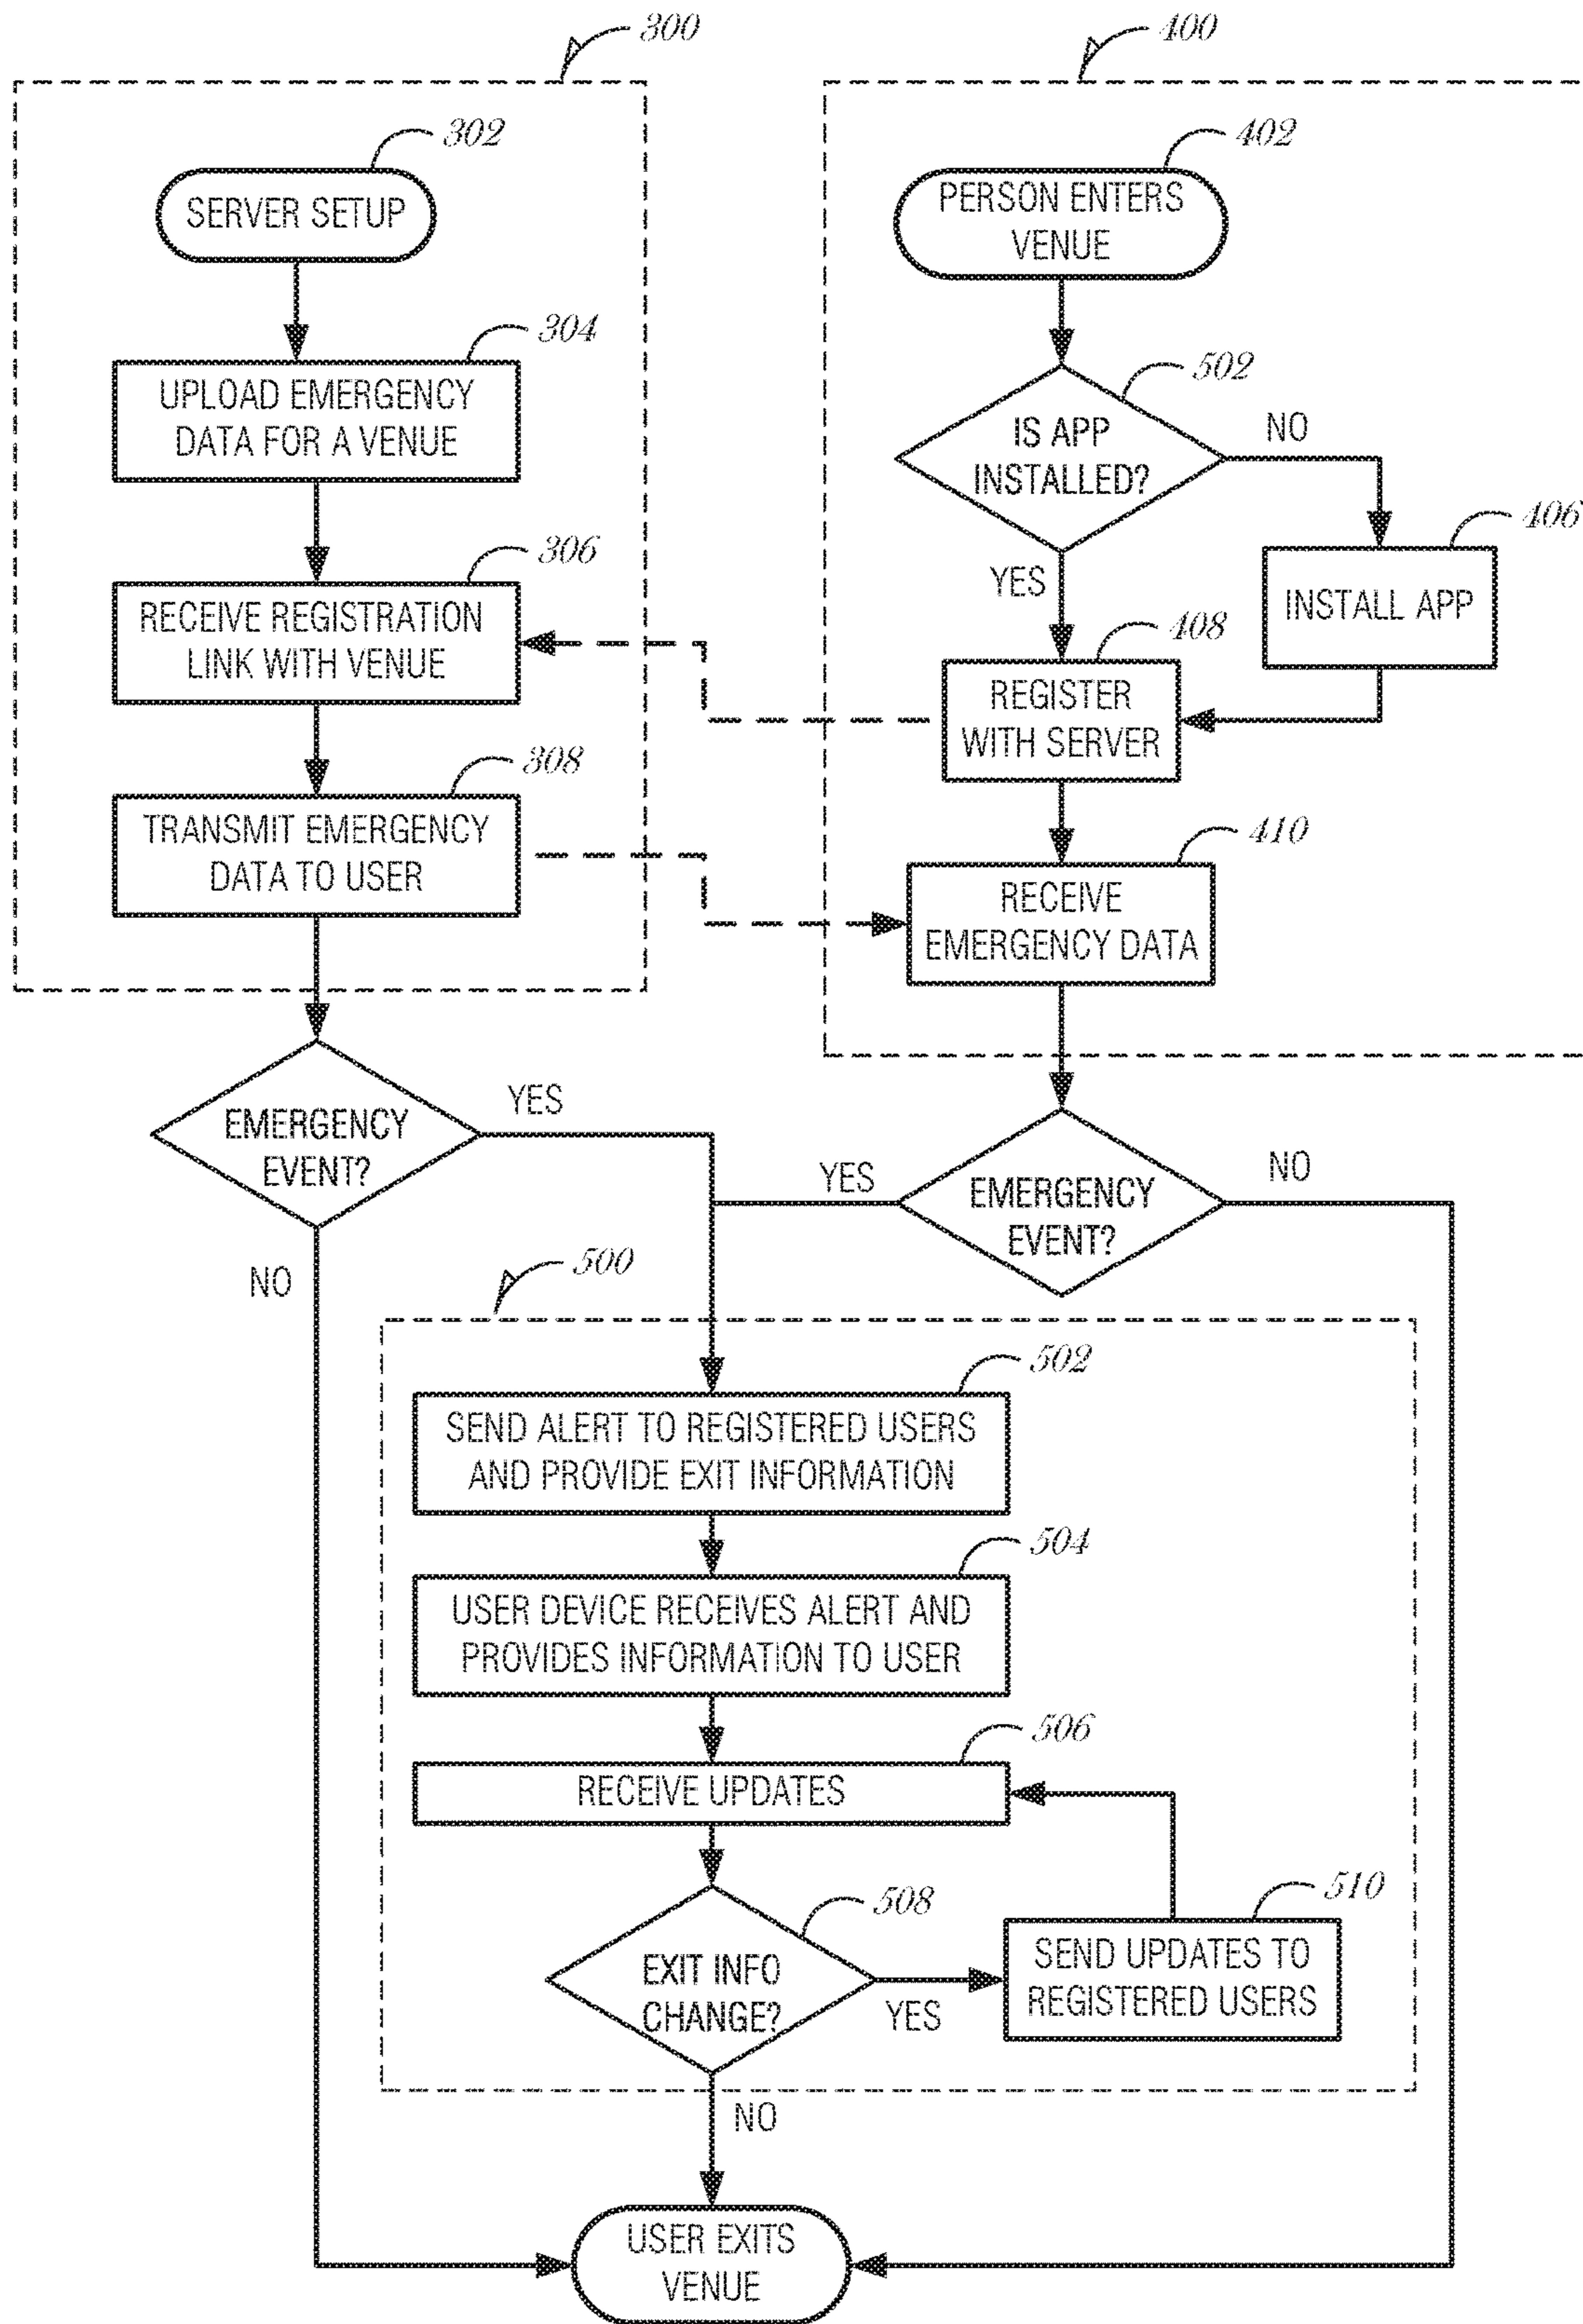 300
302
SERVER SETUP
304
UPLOAD EMERGENCY
DATA FOR A VENUE
306
RECEIVE REGISTRATION
LINK WITH VENUE
308
TRANSMIT EMERGENCY
DATA TO USER
400
402
PERSON ENTERS
VENUE
502
IS APP
INSTALLED?
NO
YES
406
INSTALL APP
408
REGISTER
WITH SERVER
410
RECEIVE
EMERGENCY DATA
EMERGENCY
EVENT?
YES
NO
EMERGENCY
EVENT?
YES
NO
500
502
SEND ALERT TO REGISTERED USERS
AND PROVIDE EXIT INFORMATION
504
USER DEVICE RECEIVES ALERT AND
PROVIDES INFORMATION TO USER
506
RECEIVE UPDATES
508
EXIT INFO
CHANGE?
YES
510
SEND UPDATES TO
REGISTERED USERS
NO
USER EXITS
VENUE